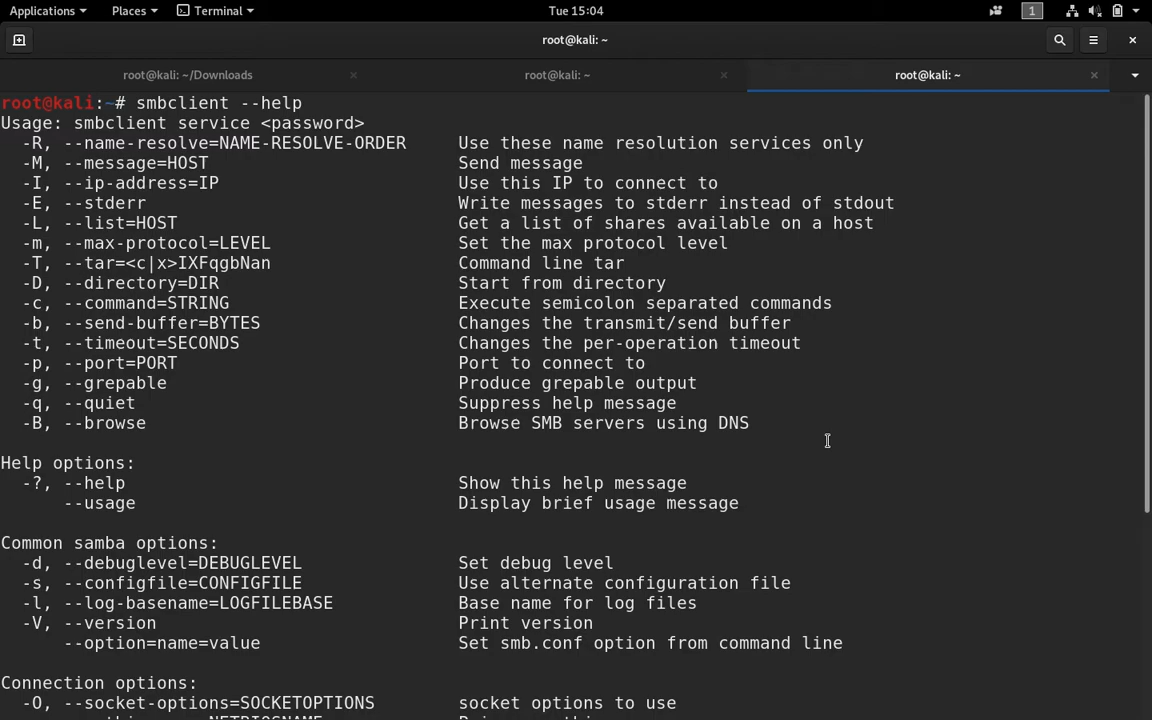 Applications Places Terminal Tue 15:04 1
root@kali: ~
root@kali: ~/Downloads root@kali: ~ root@kali: ~
root@kali:~# smbclient --help
Usage: smbclient service <password>
  -R, --name-resolve=NAME-RESOLVE-ORDER     Use these name resolution services only
  -M, --message=HOST                        Send message
  -I, --ip-address=IP                       Use this IP to connect to
  -E, --stderr                              Write messages to stderr instead of stdout
  -L, --list=HOST                           Get a list of shares available on a host
  -m, --max-protocol=LEVEL                  Set the max protocol level
  -T, --tar=<c|x>IXFqgbNan                  Command line tar
  -D, --directory=DIR                       Start from directory
  -c, --command=STRING                      Execute semicolon separated commands
  -b, --send-buffer=BYTES                   Changes the transmit/send buffer
  -t, --timeout=SECONDS                     Changes the per-operation timeout
  -p, --port=PORT                           Port to connect to
  -g, --grepable                            Produce grepable output
  -q, --quiet                               Suppress help message
  -B, --browse                              Browse SMB servers using DNS

Help options:
  -?, --help                                Show this help message
      --usage                               Display brief usage message

Common samba options:
  -d, --debuglevel=DEBUGLEVEL               Set debug level
  -s, --configfile=CONFIGFILE               Use alternate configuration file
  -l, --log-basename=LOGFILEBASE            Base name for log files
  -V, --version                             Print version
      --option=name=value                   Set smb.conf option from command line

Connection options:
  -O, --socket-options=SOCKETOPTIONS        socket options to use